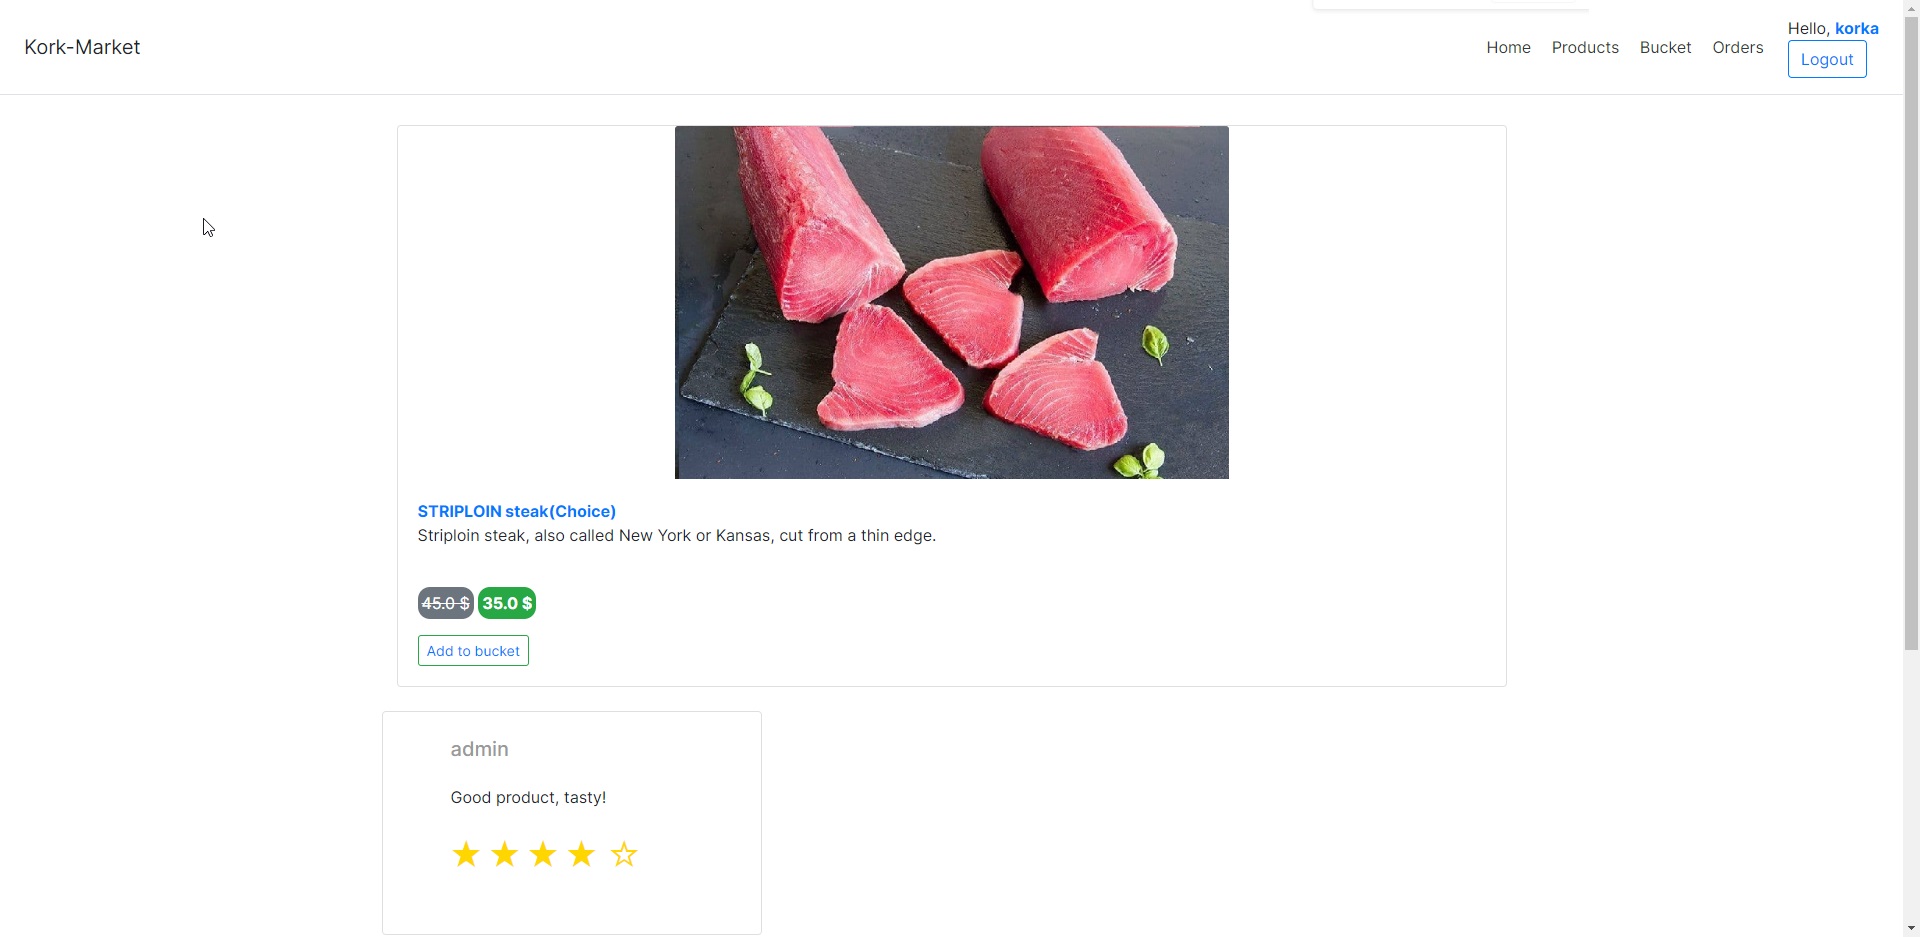 Kork-Market
Home Products Bucket Orders
Hello, korka
Logout
STRIPLOIN steak(Choice)
Striploin steak, also called New York or Kansas, cut from a thin edge.
45.0 $ 35.0 $
Add to bucket
admin
Good product, tasty!